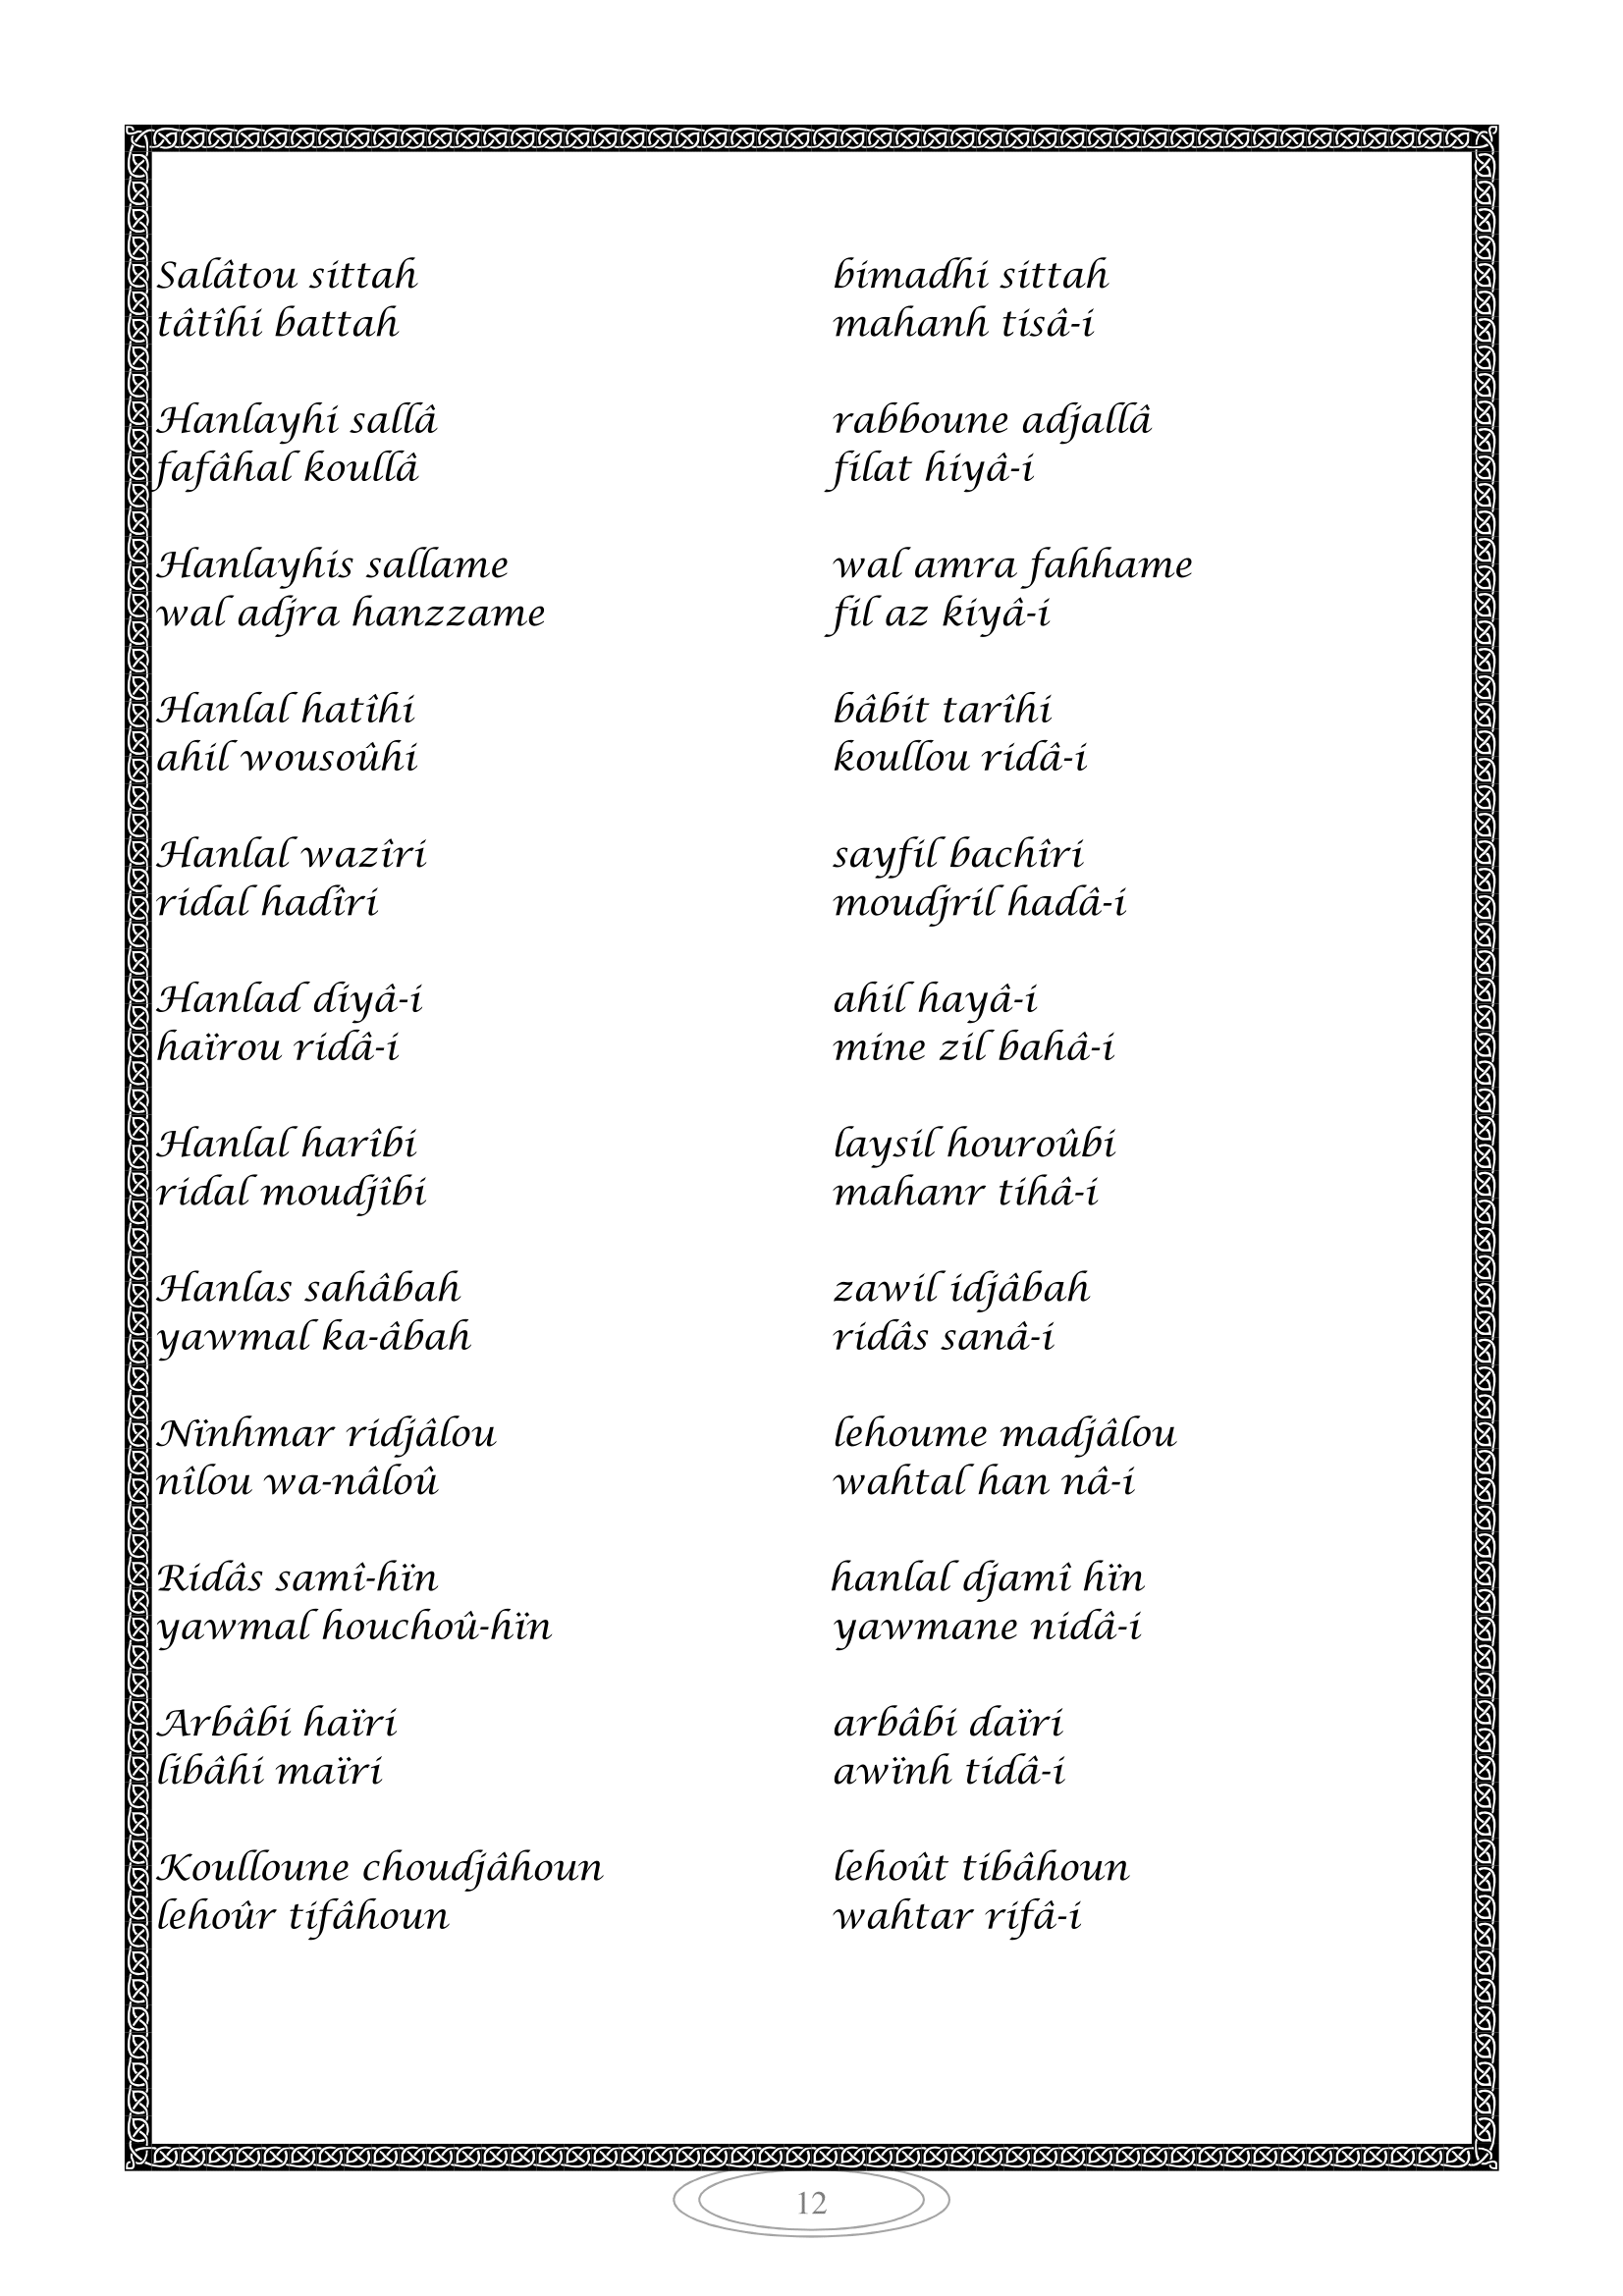 Salâtou sittah bimadhi sittah
tâtîhi battah mahanh tisâ-i
Hanlayhi sallâ rabboune adjallâ
fafâhal koullâ filat hiyâ-i
Hanlayhis sallame wal amra fahhame
wal adjra hanzzame fil az kiyâ-i
Hanlal hatîhi bâbit tarîhi
ahil wousoûhi koullou ridâ-i
Hanlal wazîri sayfil bachîri
ridal hadîri moudjril hadâ-i
Hanlad diyâ-i ahil hayâ-i
haïrou ridâ-i mine zil bahâ-i
Hanlal harîbi laysil houroûbi
ridal moudjîbi mahanr tihâ-i
Hanlas sahâbah zawil idjâbah
yawmal ka-âbah ridâs sanâ-i
Nïnhmar ridjâlou lehoume madjâlou
nîlou wa-nâloû wahtal han nâ-i
Ridâs samî-hïn hanlal djamî hïn
yawmal houchoû-hïn yawmane nidâ-i
Arbâbi haïri arbâbi daïri
libâhi maïri awïnh tidâ-i
Koulloune choudjâhoun lehoût tibâhoun
lehoûr tifâhoun wahtar rifâ-i
12